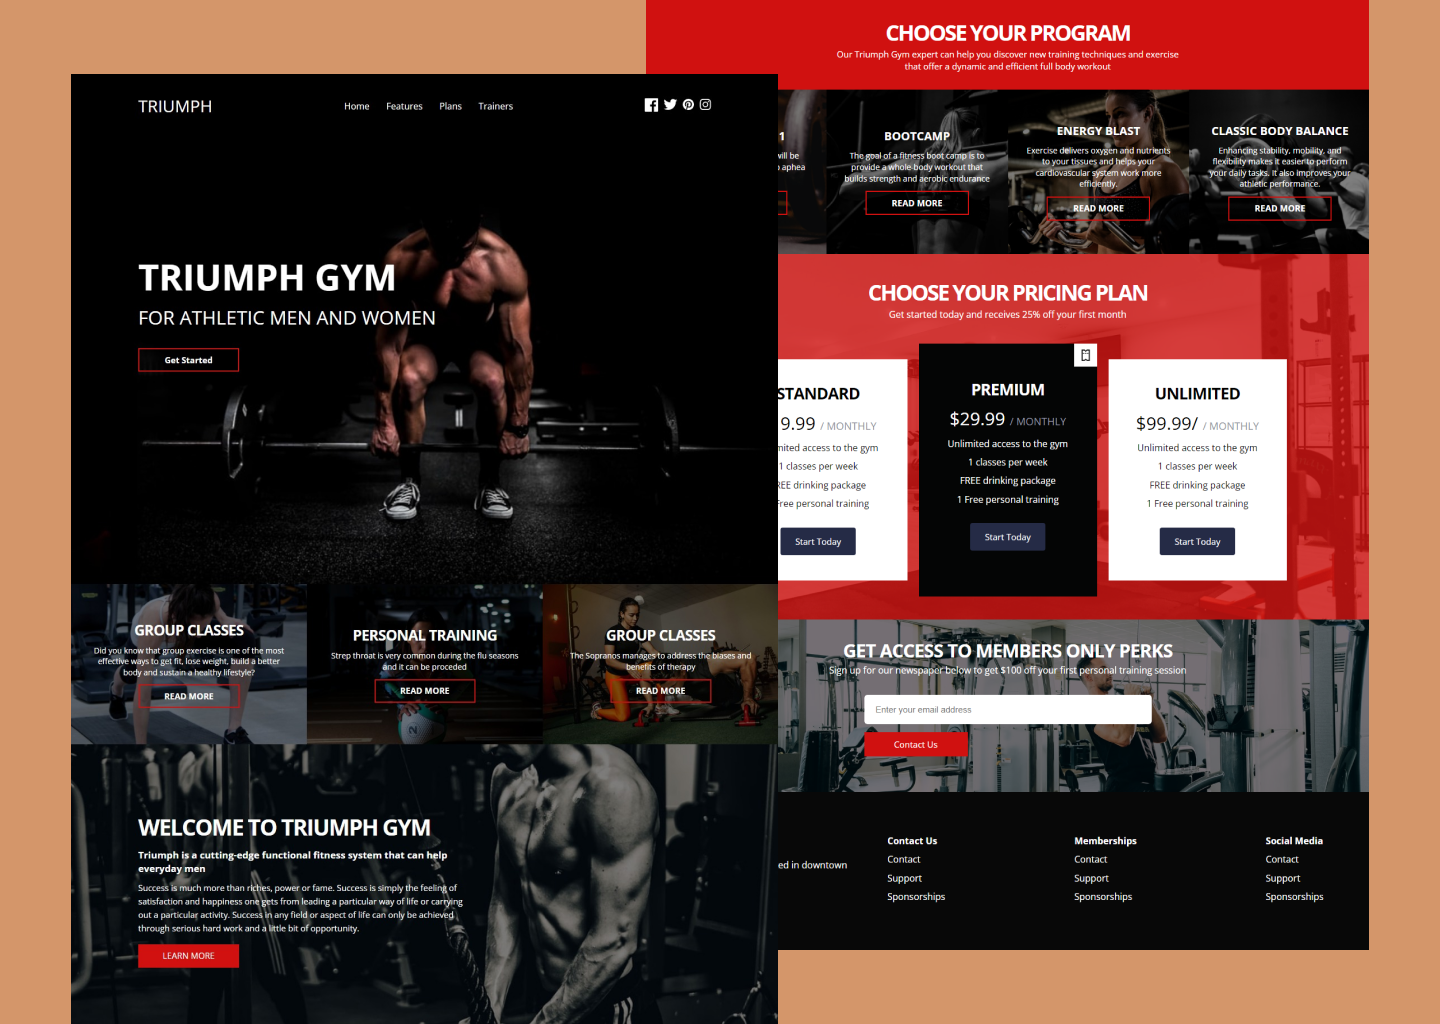 TRIUMPH
Home
Features
Plans
Trainers
TRIUMPH GYM
FOR ATHLETIC MEN AND WOMEN
Get Started
GROUP CLASSES
Did you know that group exercise is one of the most
effective ways to get fit, lose weight, build a better
body and sustain a healthy lifestyle?
READ MORE
PERSONAL TRAINING
Strep throat is very common during the flu seasons
and it can be proceded
READ MORE
GROUP CLASSES
The Sopranos manages to address the biases and
benefits of therapy
READ MORE
WELCOME TO TRIUMPH GYM
Triumph is a cutting-edge functional fitness system that can help
everyday men
Success is much more than riches, power or fame. Success is simply the feeling of
satisfaction and happiness one gets from leading a particular way of life or carrying
out a particular activity. Success in any field or aspect of life can only be achieved
through serious hard work and a little bit of opportunity.
LEARN MORE
CHOOSE YOUR PROGRAM
Our Triumph Gym expert can help you discover new training techniques and exercise
that offer a dynamic and efficient full body workout
1
will be
aphea
BOOTCAMP
The goal of a fitness boot camp is to
provide a whole-body workout that
builds strength and aerobic endurance
READ MORE
ENERGY BLAST
Exercise delivers oxygen and nutrients
to your tissues and helps your
cardiovascular system work more
efficiently.
READ MORE
CLASSIC BODY BALANCE
Enhancing stability, mobility, and
flexibility makes it easier to perform
your daily tasks. It also improves your
athletic performance.
READ MORE
CHOOSE YOUR PRICING PLAN
Get started today and receives 25% off your first month
STANDARD
9.99 / MONTHLY
mited access to the gym
1 classes per week
REE drinking package
Free personal training
Start Today
PREMIUM
$29.99 / MONTHLY
Unlimited access to the gym
1 classes per week
FREE drinking package
1 Free personal training
Start Today
UNLIMITED
$99.99/ / MONTHLY
Unlimited access to the gym
1 classes per week
FREE drinking package
1 Free personal training
Start Today
GET ACCESS TO MEMBERS ONLY PERKS
Sign up for our newspaper below to get $100 off your first personal training session
Enter your email address
Contact Us
ed in downtown
Contact Us
Contact
Support
Sponsorships
Memberships
Contact
Support
Sponsorships
Social Media
Contact
Support
Sponsorships